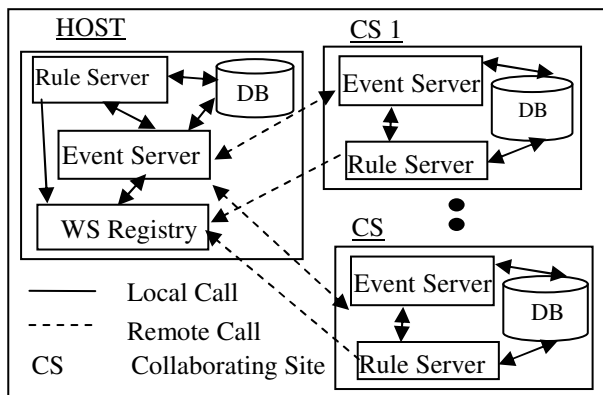 HOST
Rule Server
DB
Event Server
WS Registry
CS 1
Event Server
DB
Rule Server
CS
Event Server
DB
Rule Server
Local Call
Remote Call
CS Collaborating Site